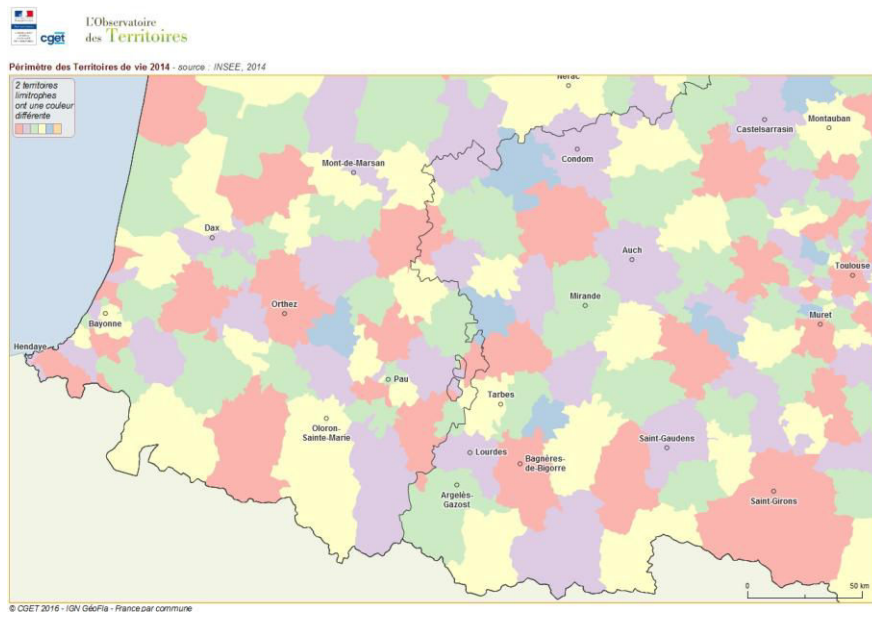 cget
L'Observatoire
des Territoires
Périmètre des Territoires de vie 2014 - source : INSEE, 2014
2 territoires
limitrophes
ont une couleur
différente
Nérac
Castelsarrasin
Montauban
Mont-de-Marsan
Condom
Dax
Auch
Toulouse
Mirande
Orthez
Bayonne
Muret
Hendaye
Pau
Tarbes
Oloron-
Sainte-Marie
Saint-Gaudens
Lourdes
Bagnères-
de-Bigorre
Argelès-
Gazost
Saint-Girons
0 50 km
© CGET 2016 - IGN GéoFla - France par commune